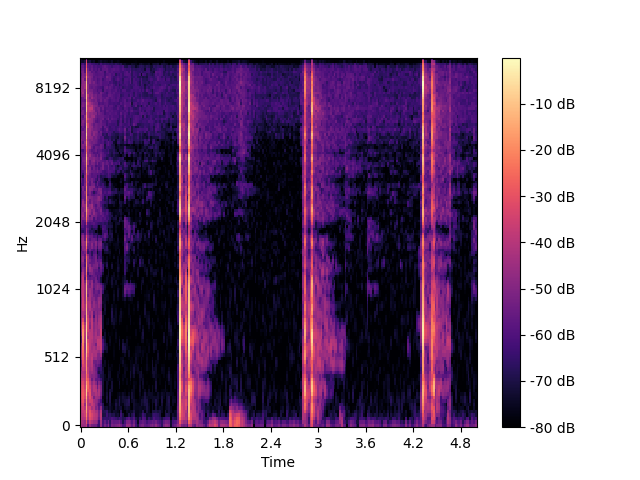 8192
4096
2048
1024
512
0
Hz
0 0.6 1.2 1.8 2.4 3 3.6 4.2 4.8
Time
-10 dB
-20 dB
-30 dB
-40 dB
-50 dB
-60 dB
-70 dB
-80 dB